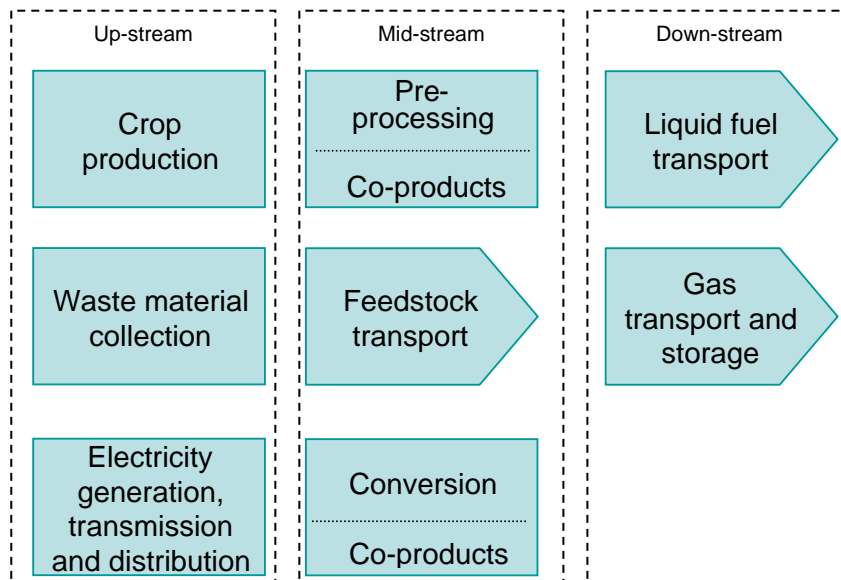 Up-stream
Crop
production
Waste material
collection
Electricity
generation,
transmission
and distribution
Mid-stream
Pre-
processing
Co-products
Feedstock
transport
Conversion
Co-products
Down-stream
Liquid fuel
transport
Gas
transport and
storage